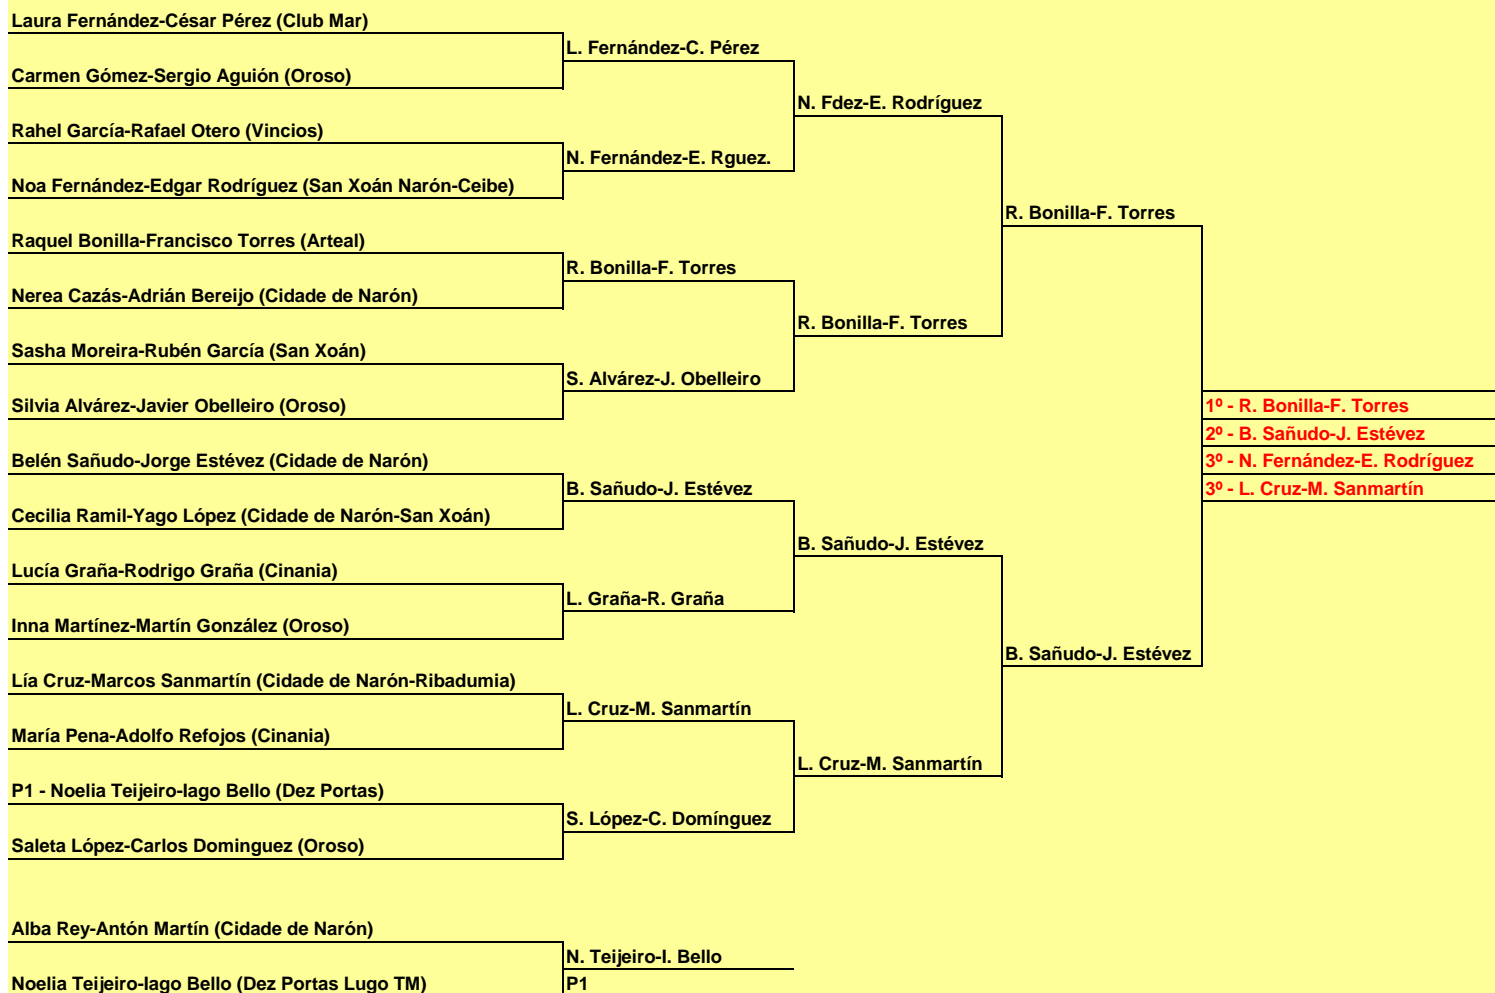 Laura Fernández-César Pérez (Club Mar)
L. Fernández-C. Pérez
Carmen Gómez-Sergio Aguión (Oroso)
N. Fdez-E. Rodríguez
Rahel García-Rafael Otero (Vincios)
N. Fernández-E. Rguez.
Noa Fernández-Edgar Rodríguez (San Xoán Narón-Ceibe)
R. Bonilla-F. Torres
Raquel Bonilla-Francisco Torres (Arteal)
R. Bonilla-F. Torres
Nerea Cazás-Adrián Bereijo (Cidade de Narón)
R. Bonilla-F. Torres
Sasha Moreira-Rubén García (San Xoán)
S. Alvárez-J. Obelleiro
Silvia Alvárez-Javier Obelleiro (Oroso)
1º - R. Bonilla-F. Torres
2º - B. Sañudo-J. Estévez
Belén Sañudo-Jorge Estévez (Cidade de Narón)
3º - N. Fernández-E. Rodríguez
B. Sañudo-J. Estévez
3º - L. Cruz-M. Sanmartín
Cecilia Ramil-Yago López (Cidade de Narón-San Xoán)
B. Sañudo-J. Estévez
Lucía Graña-Rodrigo Graña (Cinania)
L. Graña-R. Graña
Inna Martínez-Martín González (Oroso)
B. Sañudo-J. Estévez
Lía Cruz-Marcos Sanmartín (Cidade de Narón-Ribadumia)
L. Cruz-M. Sanmartín
María Pena-Adolfo Refojos (Cinania)
L. Cruz-M. Sanmartín
P1 - Noelia Teijeiro-Iago Bello (Dez Portas)
S. López-C. Domínguez
Saleta López-Carlos Dominguez (Oroso)
Alba Rey-Antón Martín (Cidade de Narón)
N. Teijeiro-I. Bello
Noelia Teijeiro-Iago Bello (Dez Portas Lugo TM)
P1